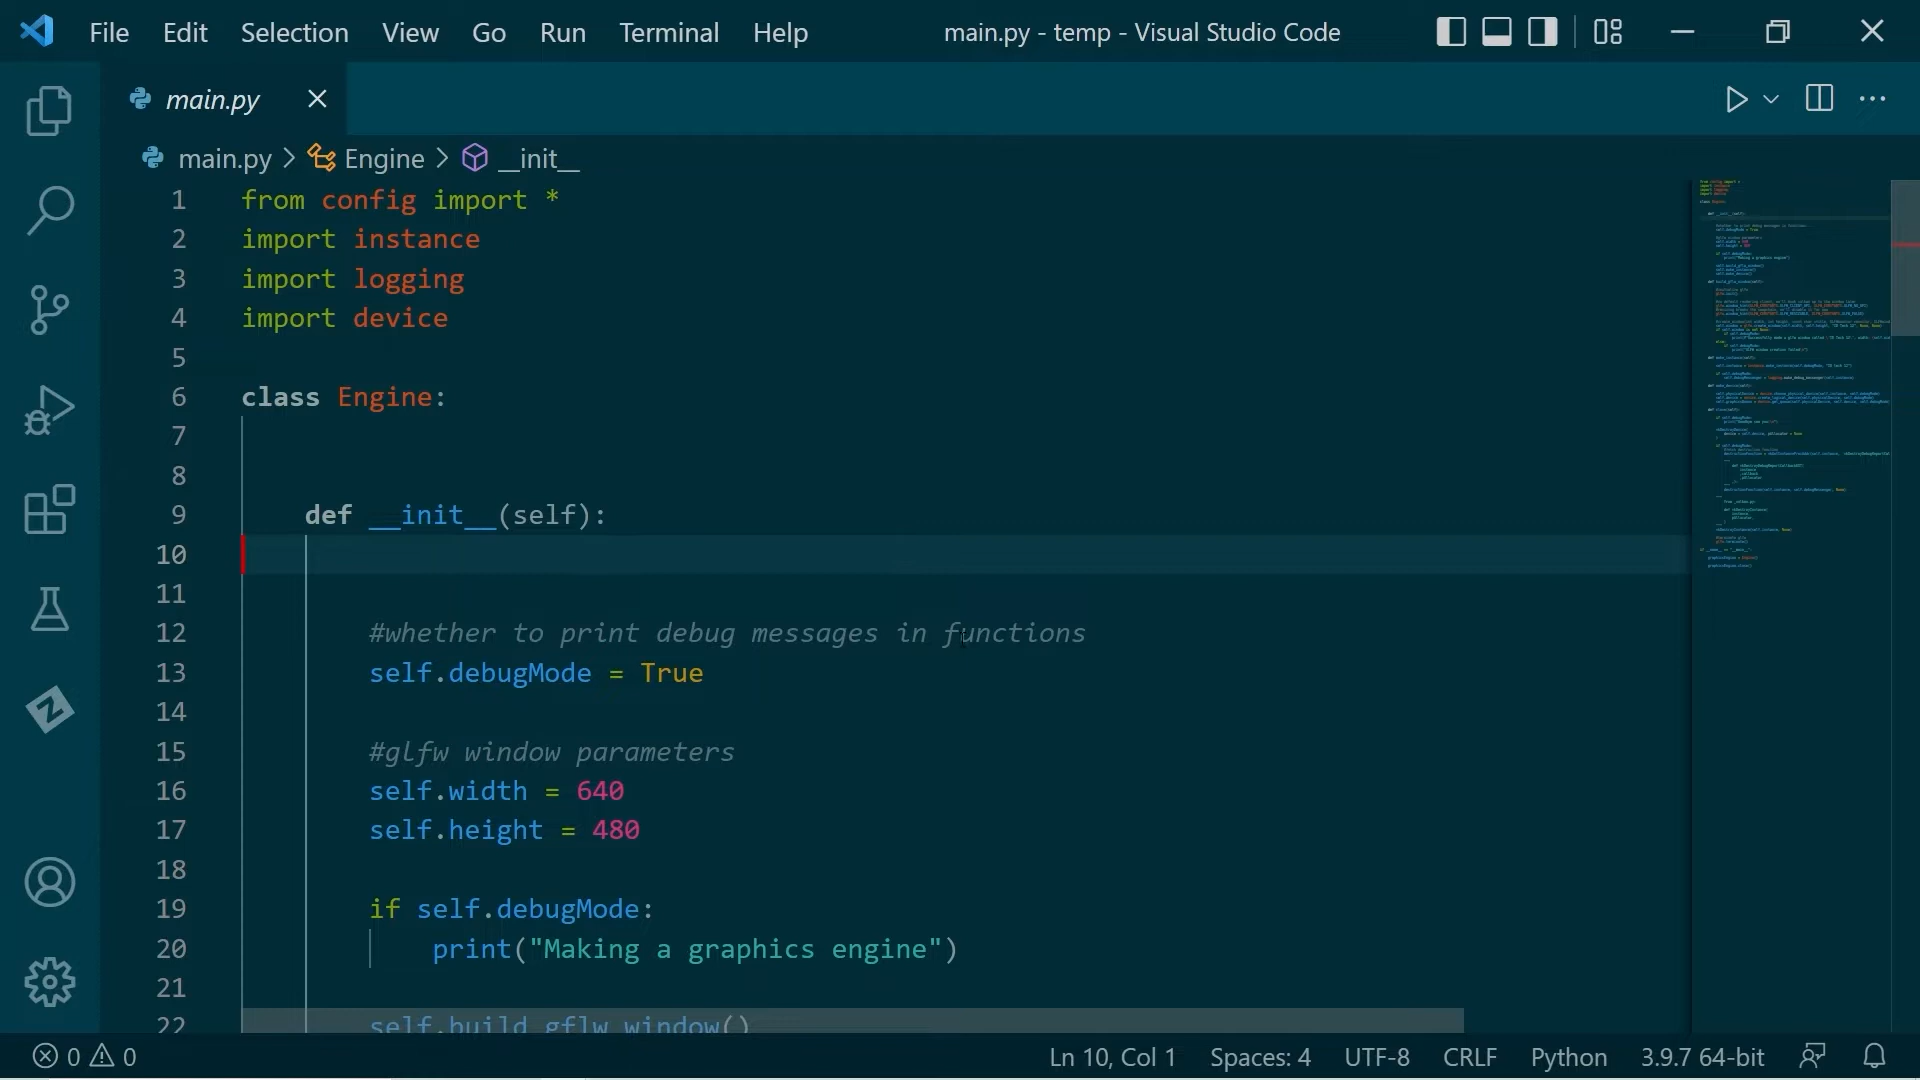 File Edit Selection View Go Run Terminal Help main.py - temp - Visual Studio Code
main.py
main.py > Engine > __init__
1 from config import *
2 import instance
3 import logging
4 import device
5
6 class Engine:
7
8
9 def __init__(self):
10
11
12 #whether to print debug messages in functions
13 self.debugMode = True
14
15 #glfw window parameters
16 self.width = 640
17 self.height = 480
18
19 if self.debugMode:
20 print("Making a graphics engine")
21
22 self.build_gflw_window()
0 0 Ln 10, Col 1 Spaces: 4 UTF-8 CRLF Python 3.9.7 64-bit